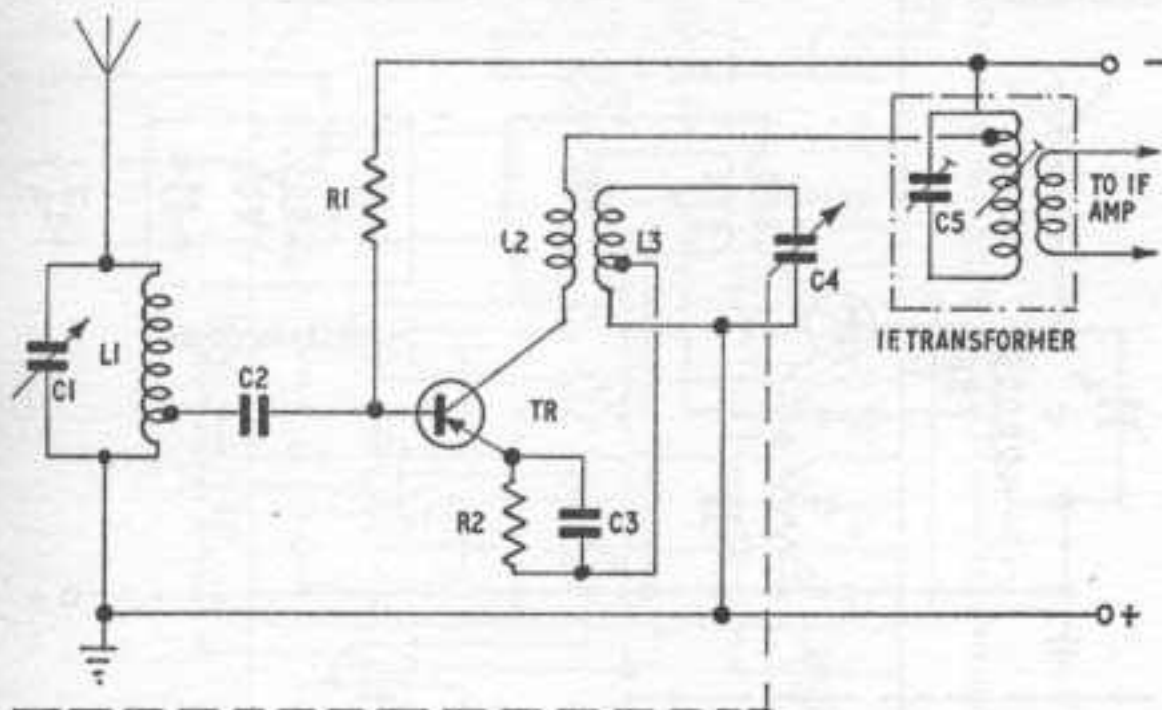 R1
L2
L3
C4
C5
TO IF
AMP
IF TRANSFORMER
C1
L1
C2
TR
R2
C3
−
+